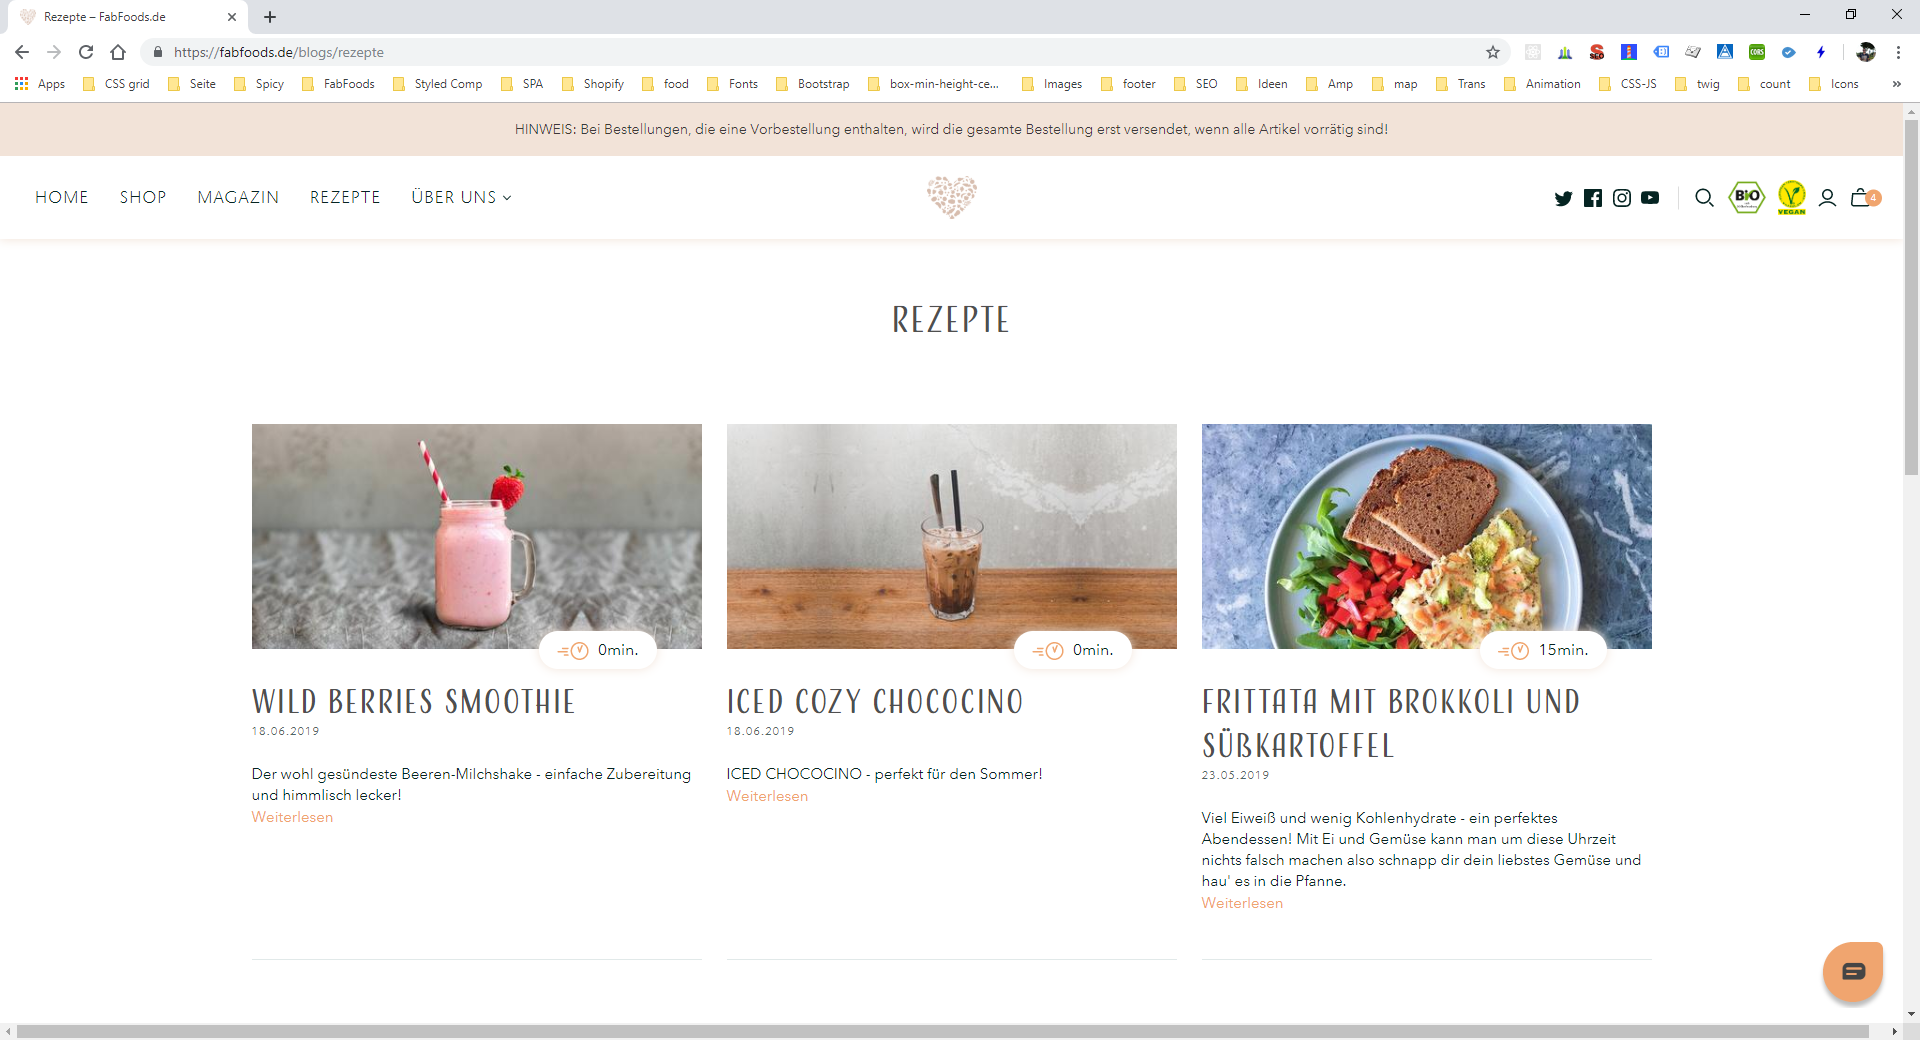 Rezepte – FabFoods.de
https://fabfoods.de/blogs/rezepte
Apps CSS grid Seite Spicy FabFoods Styled Comp SPA Shopify food Fonts Bootstrap box-min-height-ce... Images footer SEO Ideen Amp map Trans Animation CSS-JS twig count Icons »
HINWEIS: Bei Bestellungen, die eine Vorbestellung enthalten, wird die gesamte Bestellung erst versendet, wenn alle Artikel vorrätig sind!
HOME SHOP MAGAZIN REZEPTE ÜBER UNS BIO VEGAN 4
REZEPTE
0min. 0min. 15min.
WILD BERRIES SMOOTHIE
18.06.2019
Der wohl gesündeste Beeren-Milchshake - einfache Zubereitung
und himmlisch lecker!
Weiterlesen
ICED COZY CHOCOCINO
18.06.2019
ICED CHOCOCINO - perfekt für den Sommer!
Weiterlesen
FRITTATA MIT BROKKOLI UND
SÜßKARTOFFEL
23.05.2019
Viel Eiweiß und wenig Kohlenhydrate - ein perfektes
Abendessen! Mit Ei und Gemüse kann man um diese Uhrzeit
nichts falsch machen also schnapp dir dein liebstes Gemüse und
hau' es in die Pfanne.
Weiterlesen